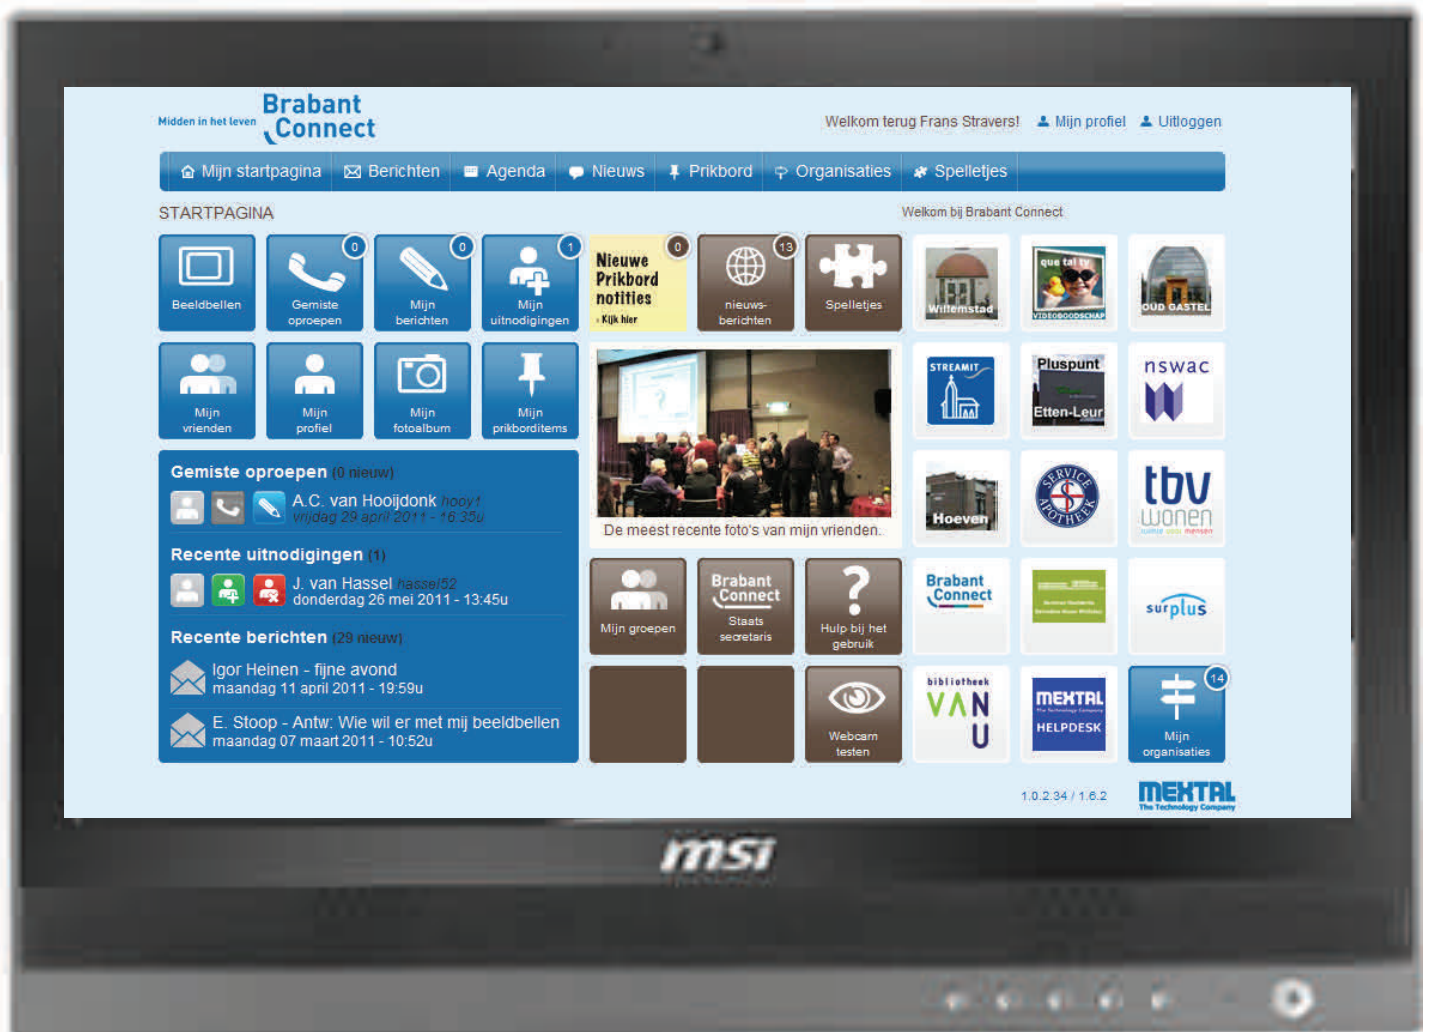 Midden in het leven
Brabant
Connect
Welkom terug Frans Stravers!
Mijn profiel
Uitloggen
Mijn startpagina
Berichten
Agenda
Nieuws
Prikbord
Organisaties
Spelletjes
STARTPAGINA
Welkom bij Brabant Connect
Beeldbellen
0
Gemiste
oproepen
0
Mijn
berichten
1
Mijn
uitnodigingen
0
Nieuwe
Prikbord
notities
› Kijk hier
13
nieuws-
berichten
Spelletjes
Willemstad
que tal tv
VIDEOBOODSCHAP
OUD GASTEL
Mijn
vrienden
Mijn
profiel
Mijn
fotoalbum
Mijn
prikborditems
STREAMIT
Pluspunt
Etten-Leur
nswac
Gemiste oproepen (0 nieuw)
A.C. van Hooijdonk hooy1
vrijdag 29 april 2011 - 16:35u
Recente uitnodigingen (1)
J. van Hassel hassel52
donderdag 26 mei 2011 - 13:45u
Recente berichten (29 nieuw)
Igor Heinen - fijne avond
maandag 11 april 2011 - 19:59u
E. Stoop - Antw: Wie wil er met mij beeldbellen
maandag 07 maart 2011 - 10:52u
De meest recente foto's van mijn vrienden.
Hoeven
SERVICE
APOTHEEK
tbv
wonen
Mijn groepen
Brabant
Connect
Staats
secretaris
?
Hulp bij het
gebruik
Brabant
Connect
surplus
Webcam
testen
bibliotheek
VAN
U
MEXTAL
The Technology Company
HELPDESK
14
Mijn
organisaties
1.0.2.34 / 1.6.2
MEXTAL
The Technology Company
msi